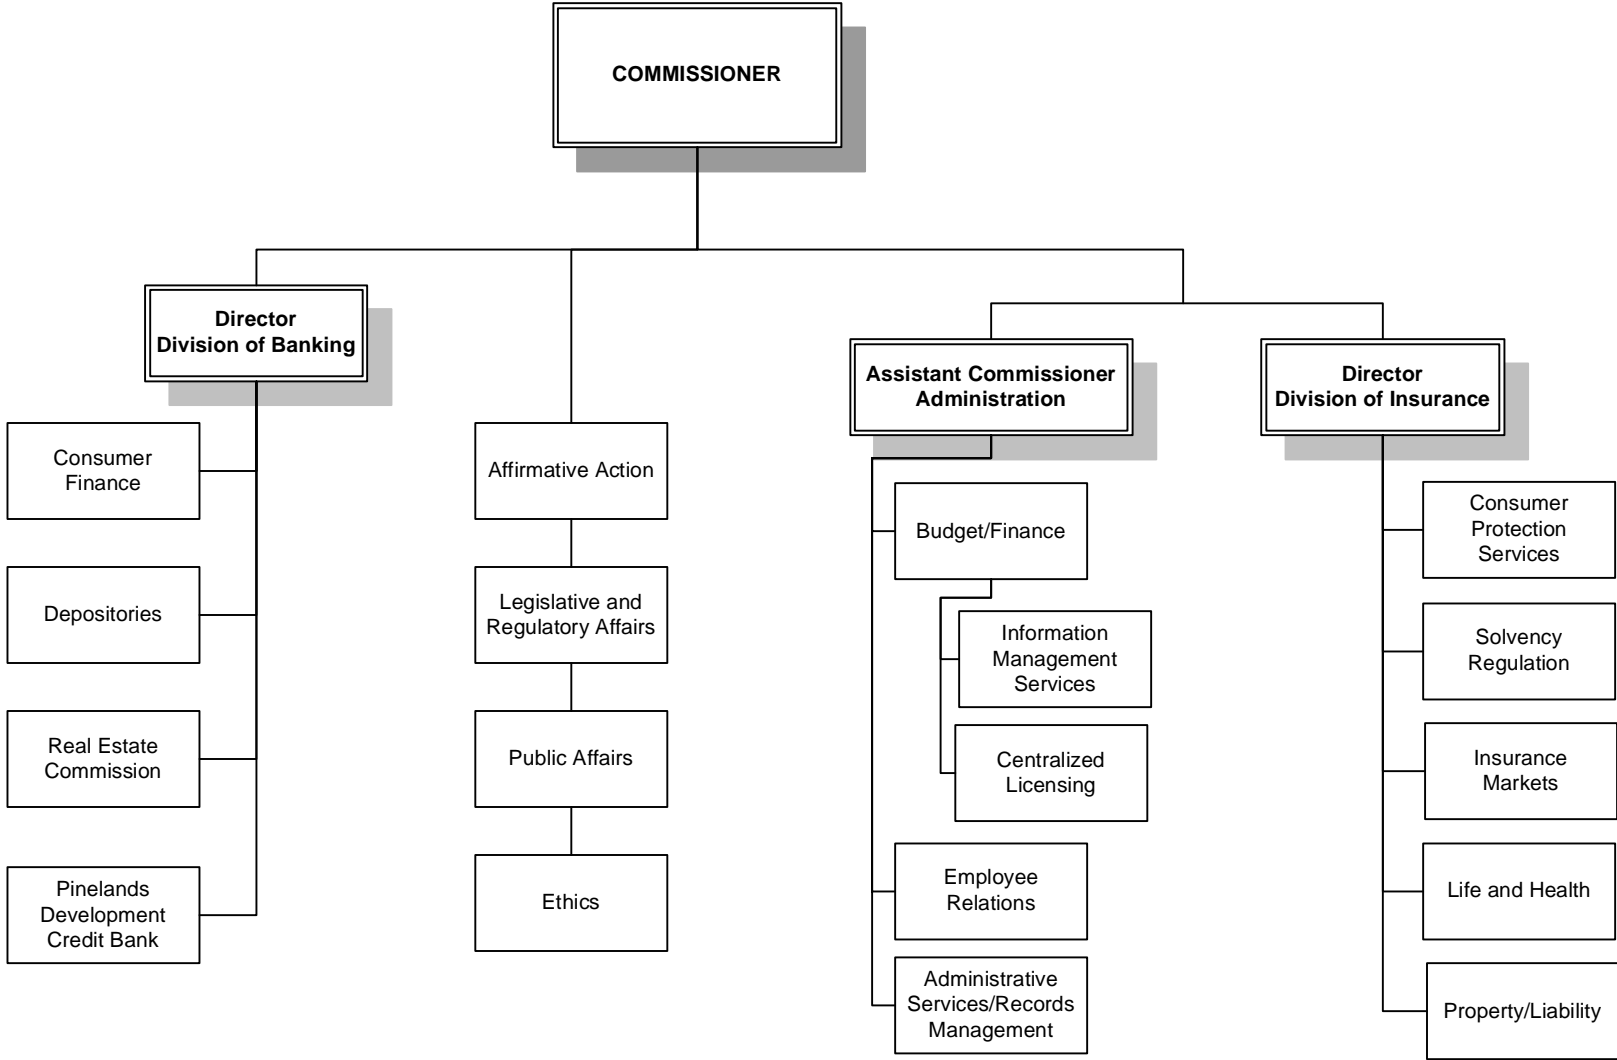 COMMISSIONER
Director
Division of Banking
Consumer
Finance
Depositories
Real Estate
Commission
Pinelands
Development
Credit Bank
Affirmative Action
Legislative and
Regulatory Affairs
Public Affairs
Ethics
Assistant Commissioner
Administration
Budget/Finance
Information
Management
Services
Centralized
Licensing
Employee
Relations
Administrative
Services/Records
Management
Director
Division of Insurance
Consumer
Protection
Services
Solvency
Regulation
Insurance
Markets
Life and Health
Property/Liability